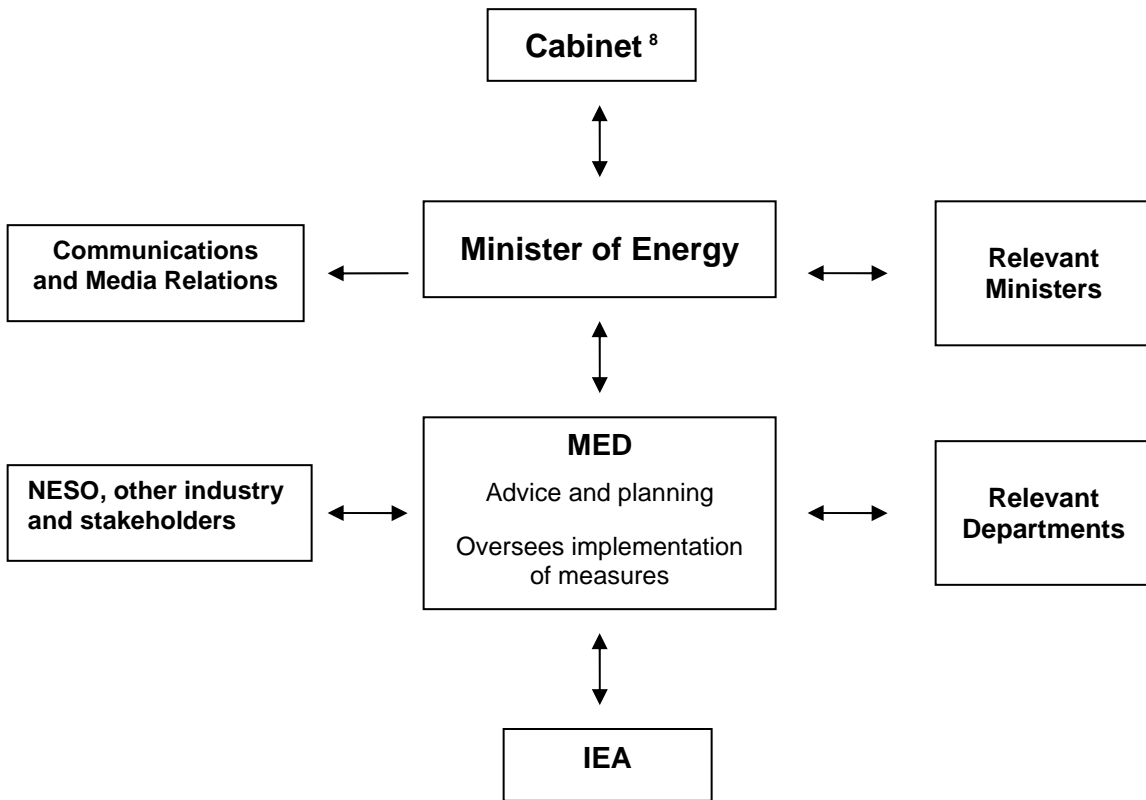 Cabinet 8
Communications
and Media Relations
Minister of Energy
Relevant
Ministers
NESO, other industry
and stakeholders
MED
Advice and planning
Oversees implementation
of measures
Relevant
Departments
IEA